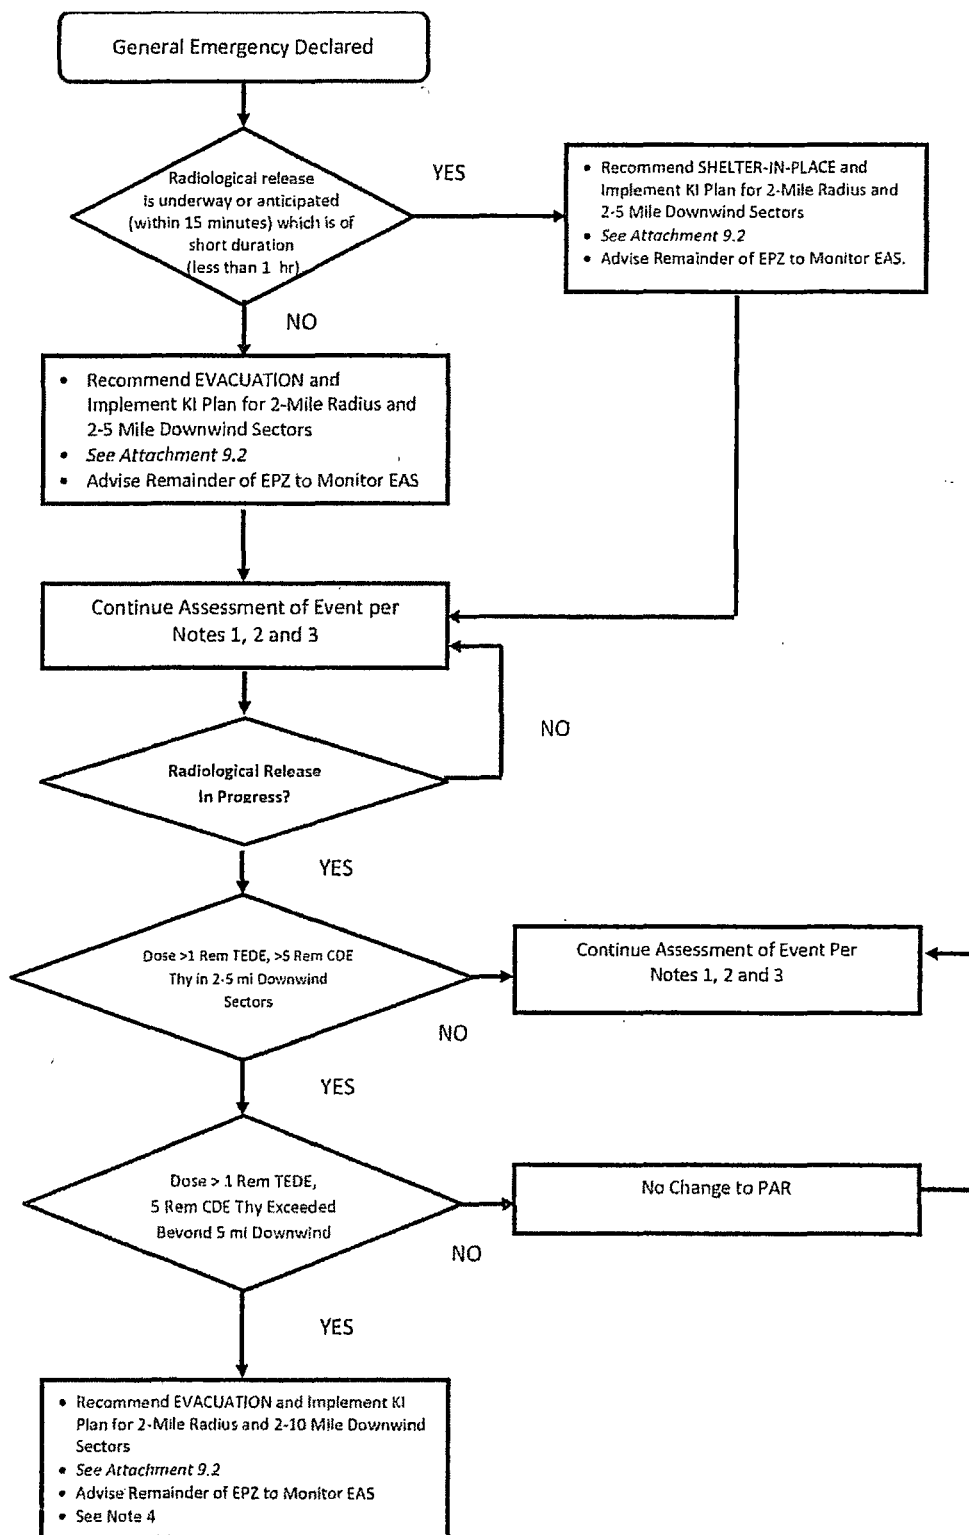 General Emergency Declared
Radiological release
is underway or anticipated
(within 15 minutes) which is of
short duration
(less than 1 hr)
YES
• Recommend SHELTER-IN-PLACE and
Implement KI Plan for 2-Mile Radius and
2-5 Mile Downwind Sectors
• See Attachment 9.2
• Advise Remainder of EPZ to Monitor EAS.
NO
• Recommend EVACUATION and
Implement KI Plan for 2-Mile Radius and
2-5 Mile Downwind Sectors
• See Attachment 9.2
• Advise Remainder of EPZ to Monitor EAS
Continue Assessment of Event per
Notes 1, 2 and 3
NO
Radiological Release
In Progress?
YES
Dose >1 Rem TEDE, >5 Rem CDE
Thy in 2-5 mi Downwind
Sectors
NO
Continue Assessment of Event Per
Notes 1, 2 and 3
YES
Dose > 1 Rem TEDE,
5 Rem CDE Thy Exceeded
Beyond 5 mi Downwind
NO
No Change to PAR
YES
• Recommend EVACUATION and Implement KI
Plan for 2-Mile Radius and 2-10 Mile Downwind
Sectors
• See Attachment 9.2
• Advise Remainder of EPZ to Monitor EAS
• See Note 4